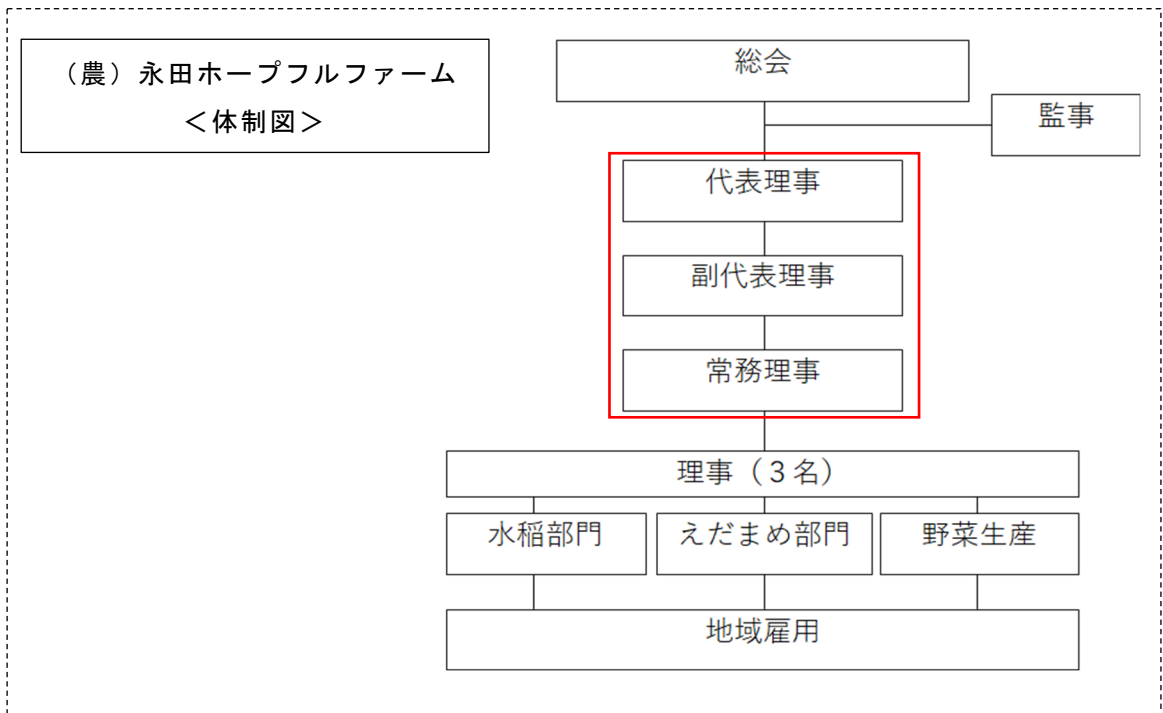 （農）永田ホープフルファーム
＜体制図＞
総会
監事
代表理事
副代表理事
常務理事
理事（３名）
水稲部門
えだまめ部門
野菜生産
地域雇用